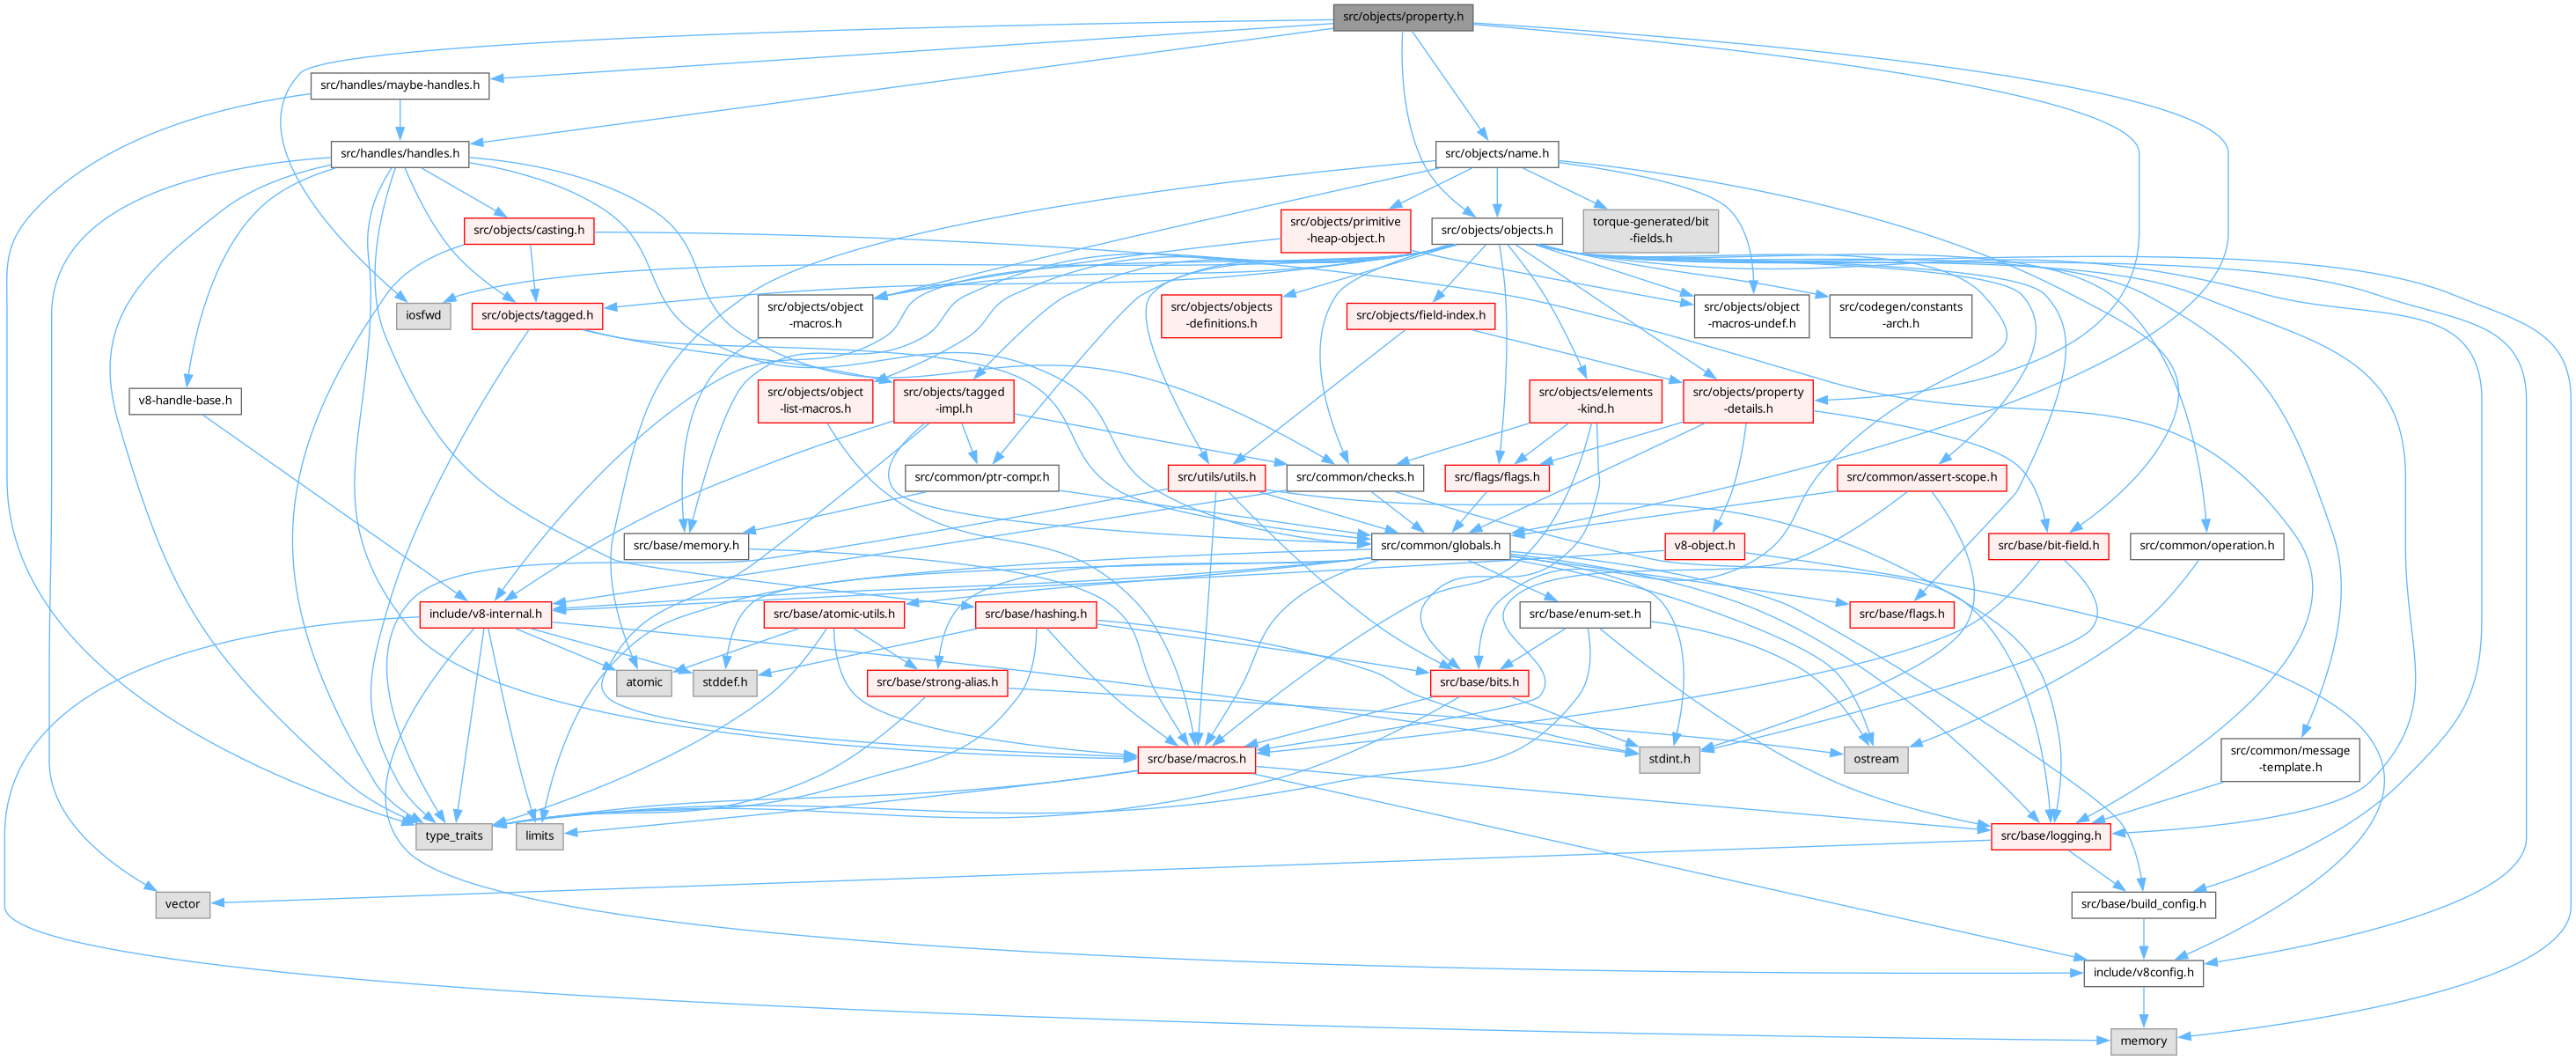 src/objects/property.h
src/handles/maybe-handles.h
src/handles/handles.h
src/objects/name.h
src/objects/casting.h
src/objects/primitive
-heap-object.h
src/objects/objects.h
torque-generated/bit
-fields.h
iosfwd
src/objects/tagged.h
src/objects/object
-macros.h
src/objects/objects
-definitions.h
src/objects/field-index.h
src/objects/object
-macros-undef.h
src/codegen/constants
-arch.h
v8-handle-base.h
src/objects/object
-list-macros.h
src/objects/tagged
-impl.h
src/objects/elements
-kind.h
src/objects/property
-details.h
src/common/ptr-compr.h
src/utils/utils.h
src/common/checks.h
src/flags/flags.h
src/common/assert-scope.h
src/base/memory.h
src/common/globals.h
v8-object.h
src/base/bit-field.h
src/common/operation.h
include/v8-internal.h
src/base/atomic-utils.h
src/base/hashing.h
src/base/enum-set.h
src/base/flags.h
atomic
stddef.h
src/base/strong-alias.h
src/base/bits.h
src/base/macros.h
stdint.h
ostream
src/common/message
-template.h
type_traits
limits
src/base/logging.h
vector
src/base/build_config.h
include/v8config.h
memory